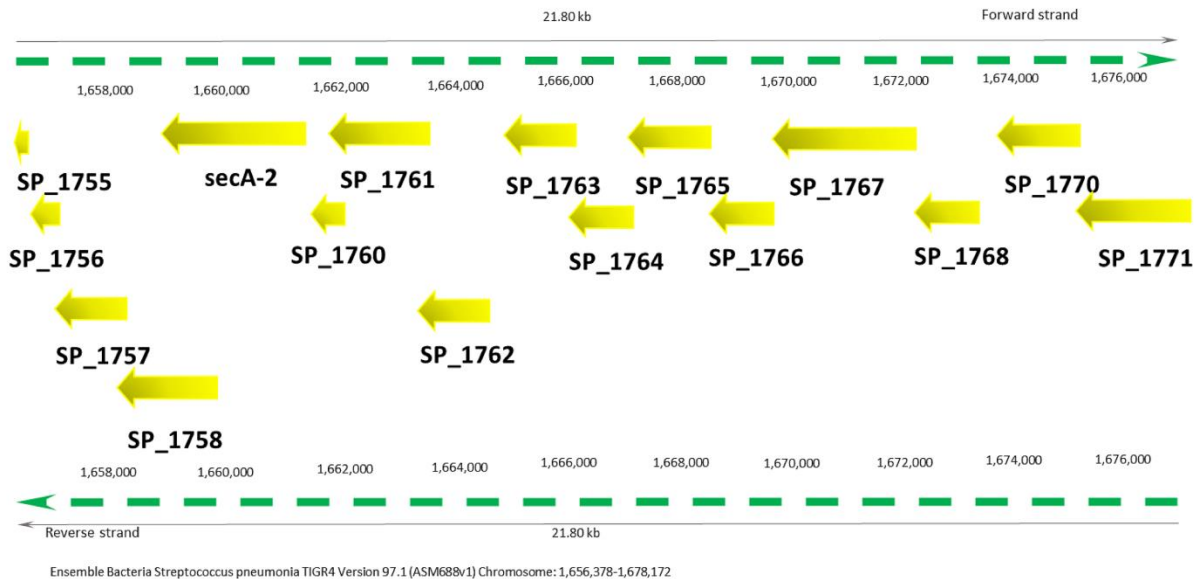 21.80 kb
Forward strand
1,658,000 1,660,000 1,662,000 1,664,000 1,666,000 1,668,000 1,670,000 1,672,000 1,674,000 1,676,000
SP_1755 secA-2 SP_1761 SP_1763 SP_1765 SP_1767 SP_1770
SP_1756 SP_1760 SP_1764 SP_1766 SP_1768 SP_1771
SP_1757 SP_1762
SP_1758
1,658,000 1,660,000 1,662,000 1,664,000 1,666,000 1,668,000 1,670,000 1,672,000 1,674,000 1,676,000
Reverse strand 21.80 kb
Ensemble Bacteria Streptococcus pneumonia TIGR4 Version 97.1 (ASM688v1) Chromosome: 1,656,378-1,678,172